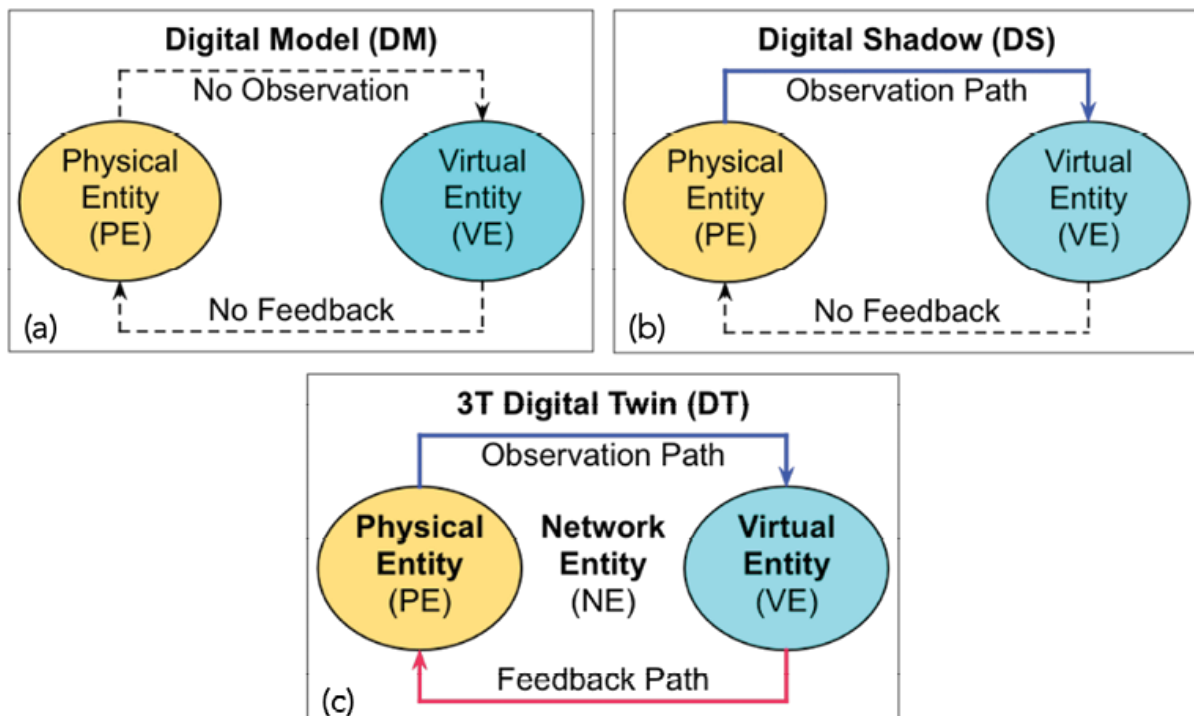 Digital Model (DM)
No Observation
Physical
Entity
(PE)
Virtual
Entity
(VE)
No Feedback
(a)
Digital Shadow (DS)
Observation Path
Physical
Entity
(PE)
Virtual
Entity
(VE)
No Feedback
(b)
3T Digital Twin (DT)
Observation Path
Physical
Entity
(PE)
Network
Entity
(NE)
Virtual
Entity
(VE)
Feedback Path
(c)